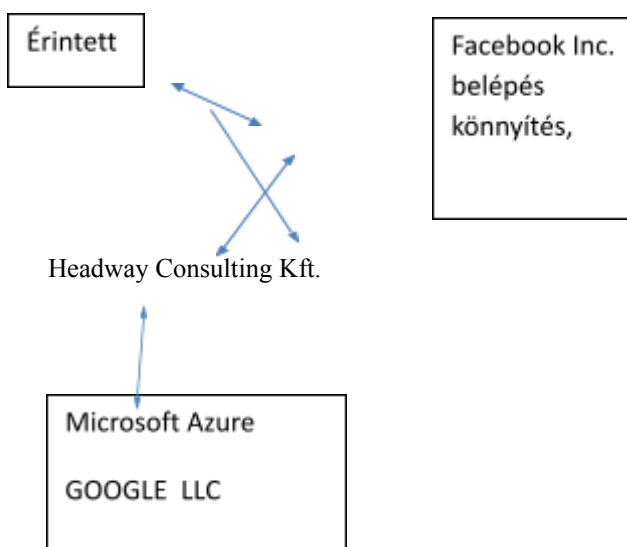 Érintett
Facebook Inc.
belépés
könnyítés,
Headway Consulting Kft.
Microsoft Azure
GOOGLE LLC